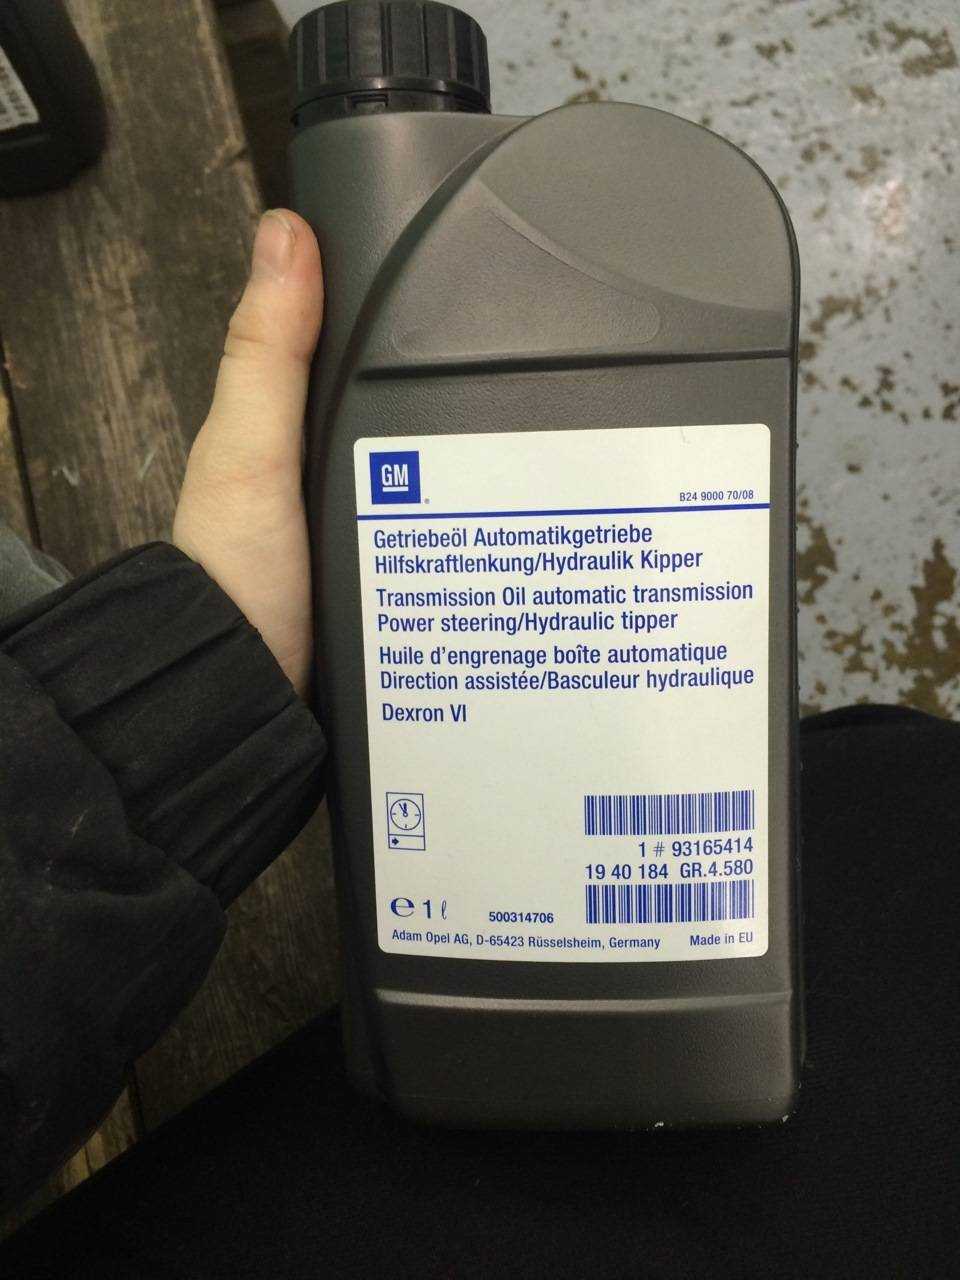 GM
B24 9000 70/08
Getriebeöl Automatikgetriebe
Hilfskraftlenkung/Hydraulik Kipper
Transmission Oil automatic transmission
Power steering/Hydraulic tipper
Huile d'engrenage boîte automatique
Direction assistée/Basculeur hydraulique
Dexron VI
1 # 93165414
19 40 184 GR.4.580
e 1 ℓ
500314706
Adam Opel AG, D-65423 Rüsselsheim, Germany
Made in EU